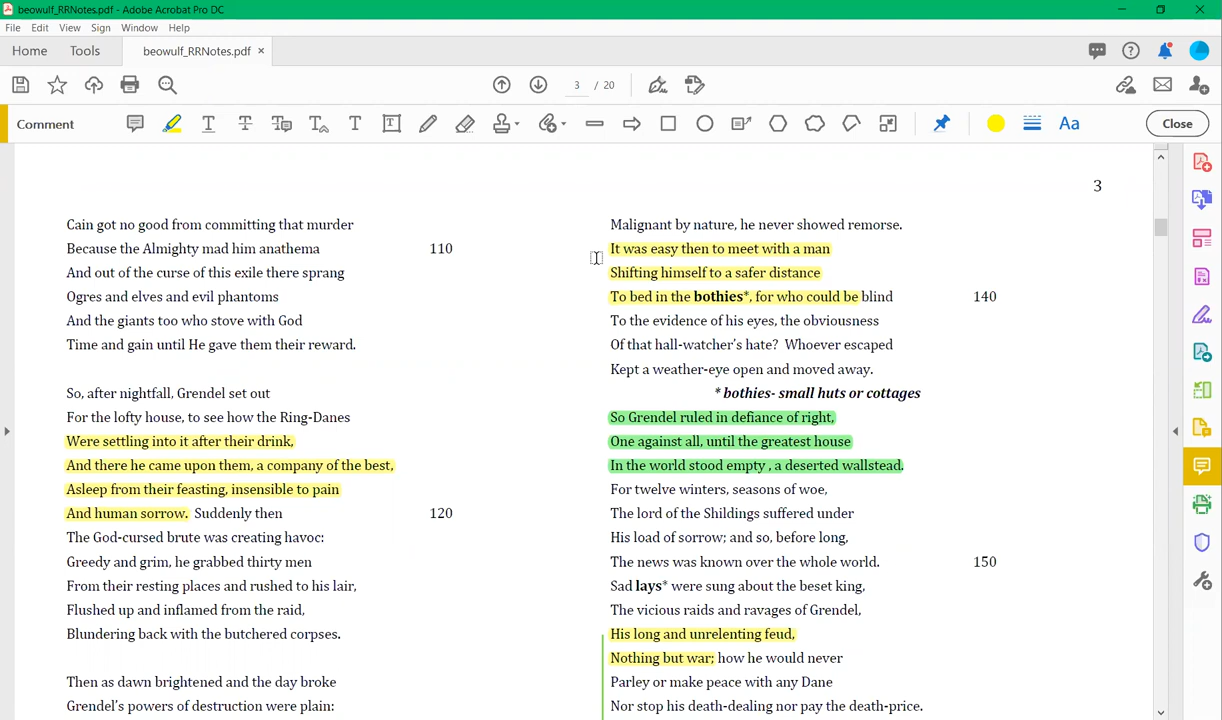 beowulf_RRNotes.pdf - Adobe Acrobat Pro DC
File Edit View Sign Window Help
Home Tools beowulf_RRNotes.pdf ×
3 / 20
Comment
Aa
Close
3
Cain got no good from committing that murder
Because the Almighty mad him anathema 110
And out of the curse of this exile there sprang
Ogres and elves and evil phantoms
And the giants too who stove with God
Time and gain until He gave them their reward.
So, after nightfall, Grendel set out
For the lofty house, to see how the Ring-Danes
Were settling into it after their drink,
And there he came upon them, a company of the best,
Asleep from their feasting, insensible to pain
And human sorrow. Suddenly then 120
The God-cursed brute was creating havoc:
Greedy and grim, he grabbed thirty men
From their resting places and rushed to his lair,
Flushed up and inflamed from the raid,
Blundering back with the butchered corpses.
Then as dawn brightened and the day broke
Grendel's powers of destruction were plain:
Malignant by nature, he never showed remorse.
It was easy then to meet with a man
Shifting himself to a safer distance
To bed in the bothies*, for who could be blind 140
To the evidence of his eyes, the obviousness
Of that hall-watcher's hate? Whoever escaped
Kept a weather-eye open and moved away.
* bothies- small huts or cottages
So Grendel ruled in defiance of right,
One against all, until the greatest house
In the world stood empty , a deserted wallstead.
For twelve winters, seasons of woe,
The lord of the Shildings suffered under
His load of sorrow; and so, before long,
The news was known over the whole world. 150
Sad lays* were sung about the beset king,
The vicious raids and ravages of Grendel,
His long and unrelenting feud,
Nothing but war; how he would never
Parley or make peace with any Dane
Nor stop his death-dealing nor pay the death-price.